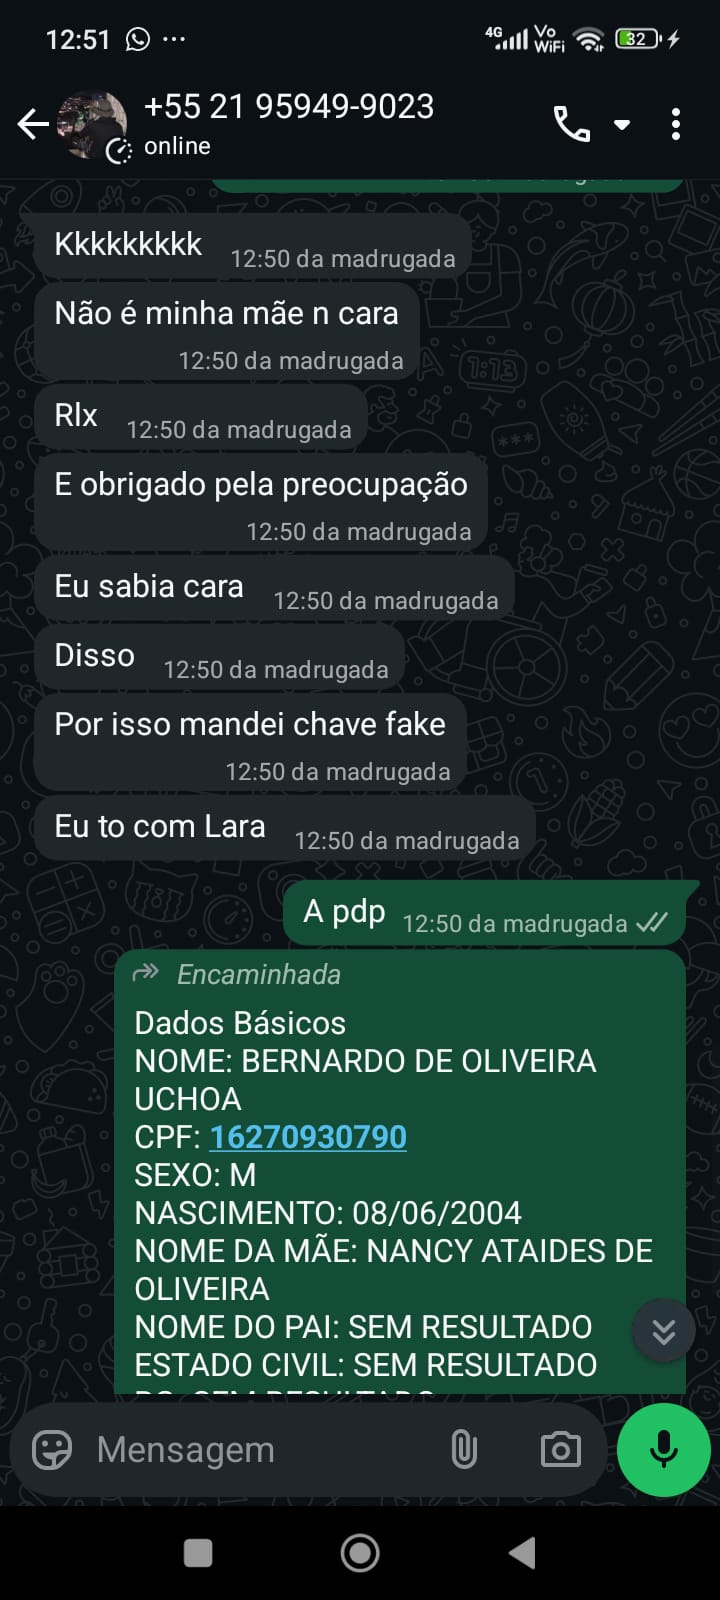 12:51
4G
Vo
WiFi
32
+55 21 95949-9023
online
Kkkkkkkkk 12:50 da madrugada
Não é minha mãe n cara
12:50 da madrugada
Rlx 12:50 da madrugada
E obrigado pela preocupação
12:50 da madrugada
Eu sabia cara 12:50 da madrugada
Disso 12:50 da madrugada
Por isso mandei chave fake
12:50 da madrugada
Eu to com Lara 12:50 da madrugada
A pdp 12:50 da madrugada
Encaminhada
Dados Básicos
NOME: BERNARDO DE OLIVEIRA
UCHOA
CPF: 16270930790
SEXO: M
NASCIMENTO: 08/06/2004
NOME DA MÃE: NANCY ATAIDES DE
OLIVEIRA
NOME DO PAI: SEM RESULTADO
ESTADO CIVIL: SEM RESULTADO
Mensagem